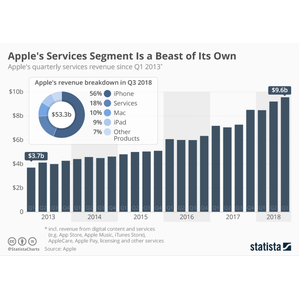 Apple's Services Segment Is a Beast of Its Own
Apple's quarterly services revenue since Q1 2013*
Apple's revenue breakdown in Q3 2018
$53.3b
56% iPhone
18% Services
10% Mac
9% iPad
7% Other
Products
$10b
$8b
$6b
$4b
$2b
0
$3.7b
$9.6b
2013
2014
2015
2016
2017
2018
* Incl. revenue from digital content and services
(e.g. App Store, Apple Music, iTunes Store),
AppleCare, Apple Pay, licensing and other services
@StatistaCharts Source: Apple
statista